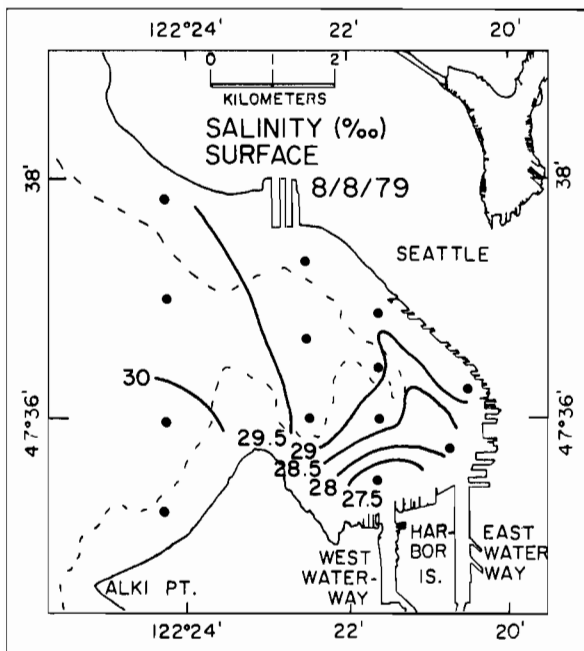 122°24'
22'
20'
0
1
2
KILOMETERS
SALINITY (‰)
SURFACE
8/8/79
38'
38'
SEATTLE
30
47°36'
47°36'
29.5
29
28.5
28
27.5
WEST
WATER-
WAY
HAR-
BOR
IS.
EAST
WATER
WAY
ALKI PT.
122°24'
22'
20'